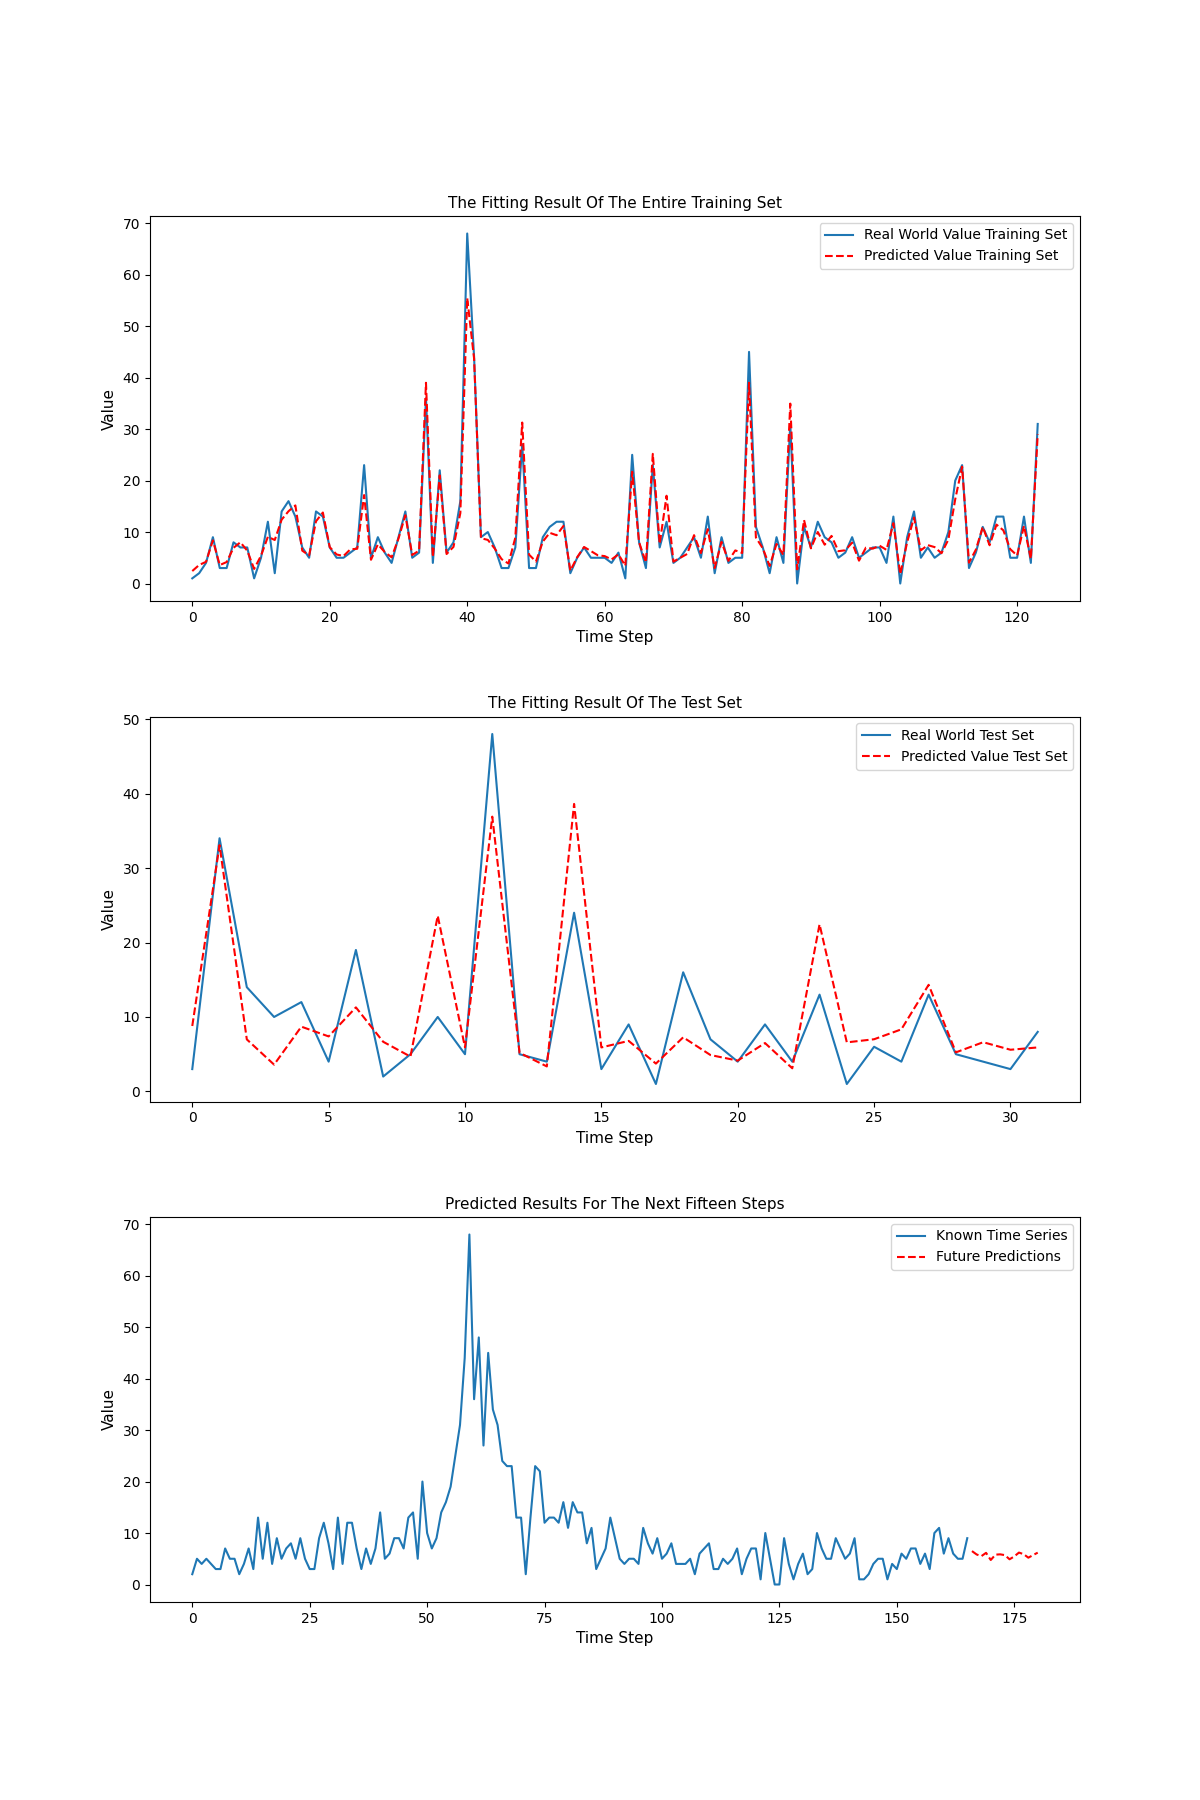 The Fitting Result Of The Entire Training Set
Real World Value Training Set
Predicted Value Training Set
Value
70
60
50
40
30
20
10
0
0 20 40 60 80 100 120
Time Step
The Fitting Result Of The Test Set
Real World Test Set
Predicted Value Test Set
Value
50
40
30
20
10
0
0 5 10 15 20 25 30
Time Step
Predicted Results For The Next Fifteen Steps
Known Time Series
Future Predictions
Value
70
60
50
40
30
20
10
0
0 25 50 75 100 125 150 175
Time Step